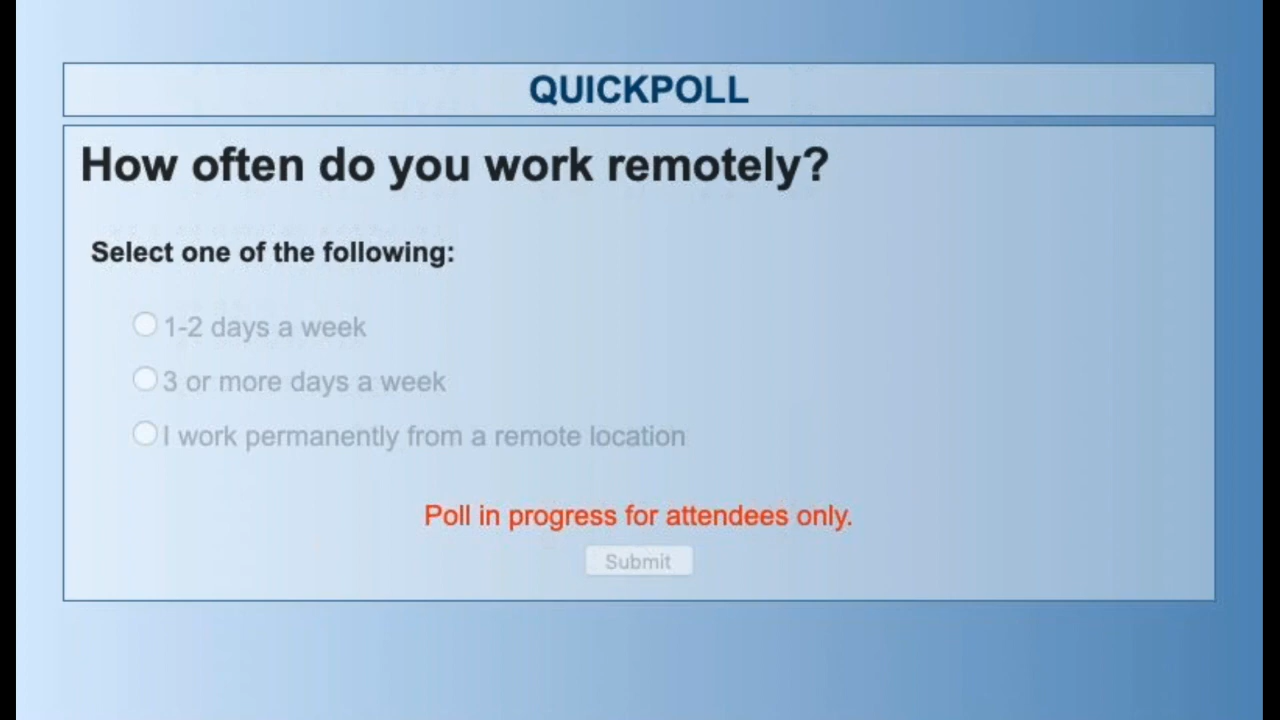 QUICKPOLL
How often do you work remotely?
Select one of the following:
1-2 days a week
3 or more days a week
I work permanently from a remote location
Poll in progress for attendees only.
Submit